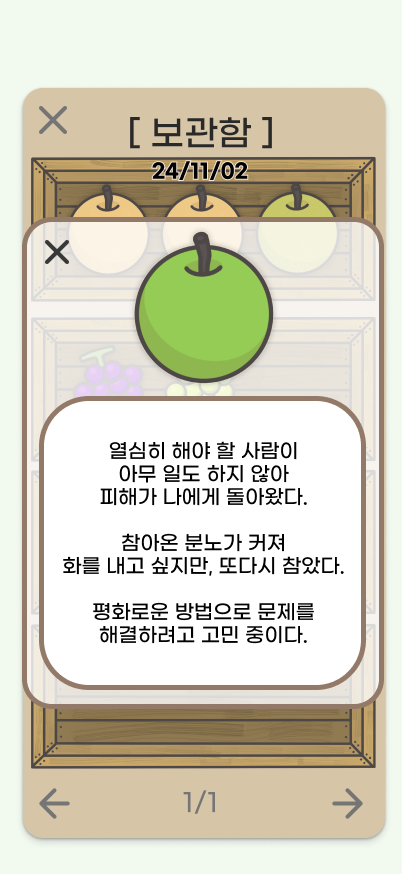 [ 보관함 ]
24/11/02
열심히 해야 할 사람이
아무 일도 하지 않아
피해가 나에게 돌아왔다.
참아온 분노가 커져
화를 내고 싶지만, 또다시 참았다.
평화로운 방법으로 문제를
해결하려고 고민 중이다.
1/1